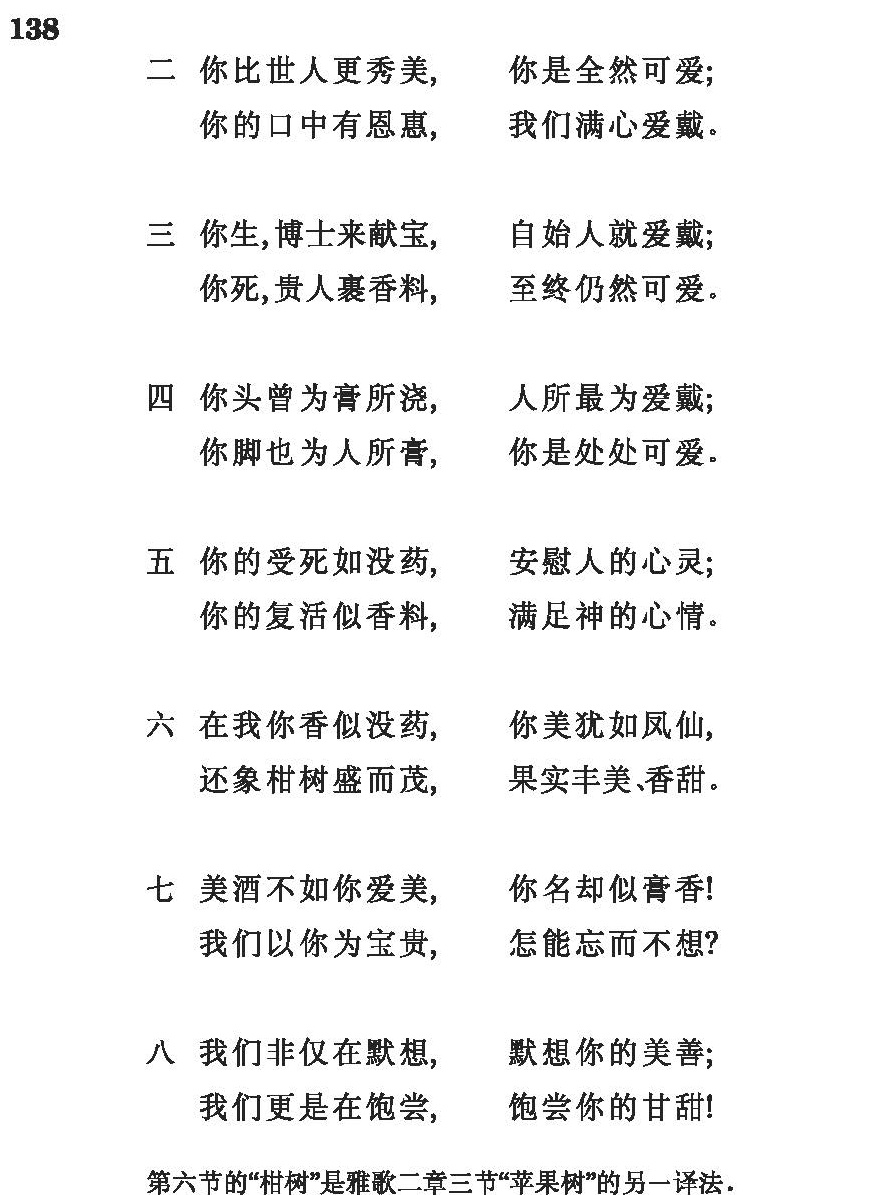 138
二 你比世人更秀美, 你是全然可爱;
你的口中有恩惠, 我们满心爱戴。
三 你生,博士来献宝, 自始人就爱戴;
你死,贵人裹香料, 至终仍然可爱。
四 你头曾为膏所浇, 人所最为爱戴;
你脚也为人所膏, 你是处处可爱。
五 你的受死如没药, 安慰人的心灵;
你的复活似香料, 满足神的心情。
六 在我你香似没药, 你美犹如凤仙,
还象柑树盛而茂, 果实丰美、香甜。
七 美酒不如你爱美, 你名却似膏香!
我们以你为宝贵, 怎能忘而不想?
八 我们非仅在默想, 默想你的美善;
我们更是在饱尝, 饱尝你的甘甜!
第六节的“柑树”是雅歌二章三节“苹果树”的另一译法.